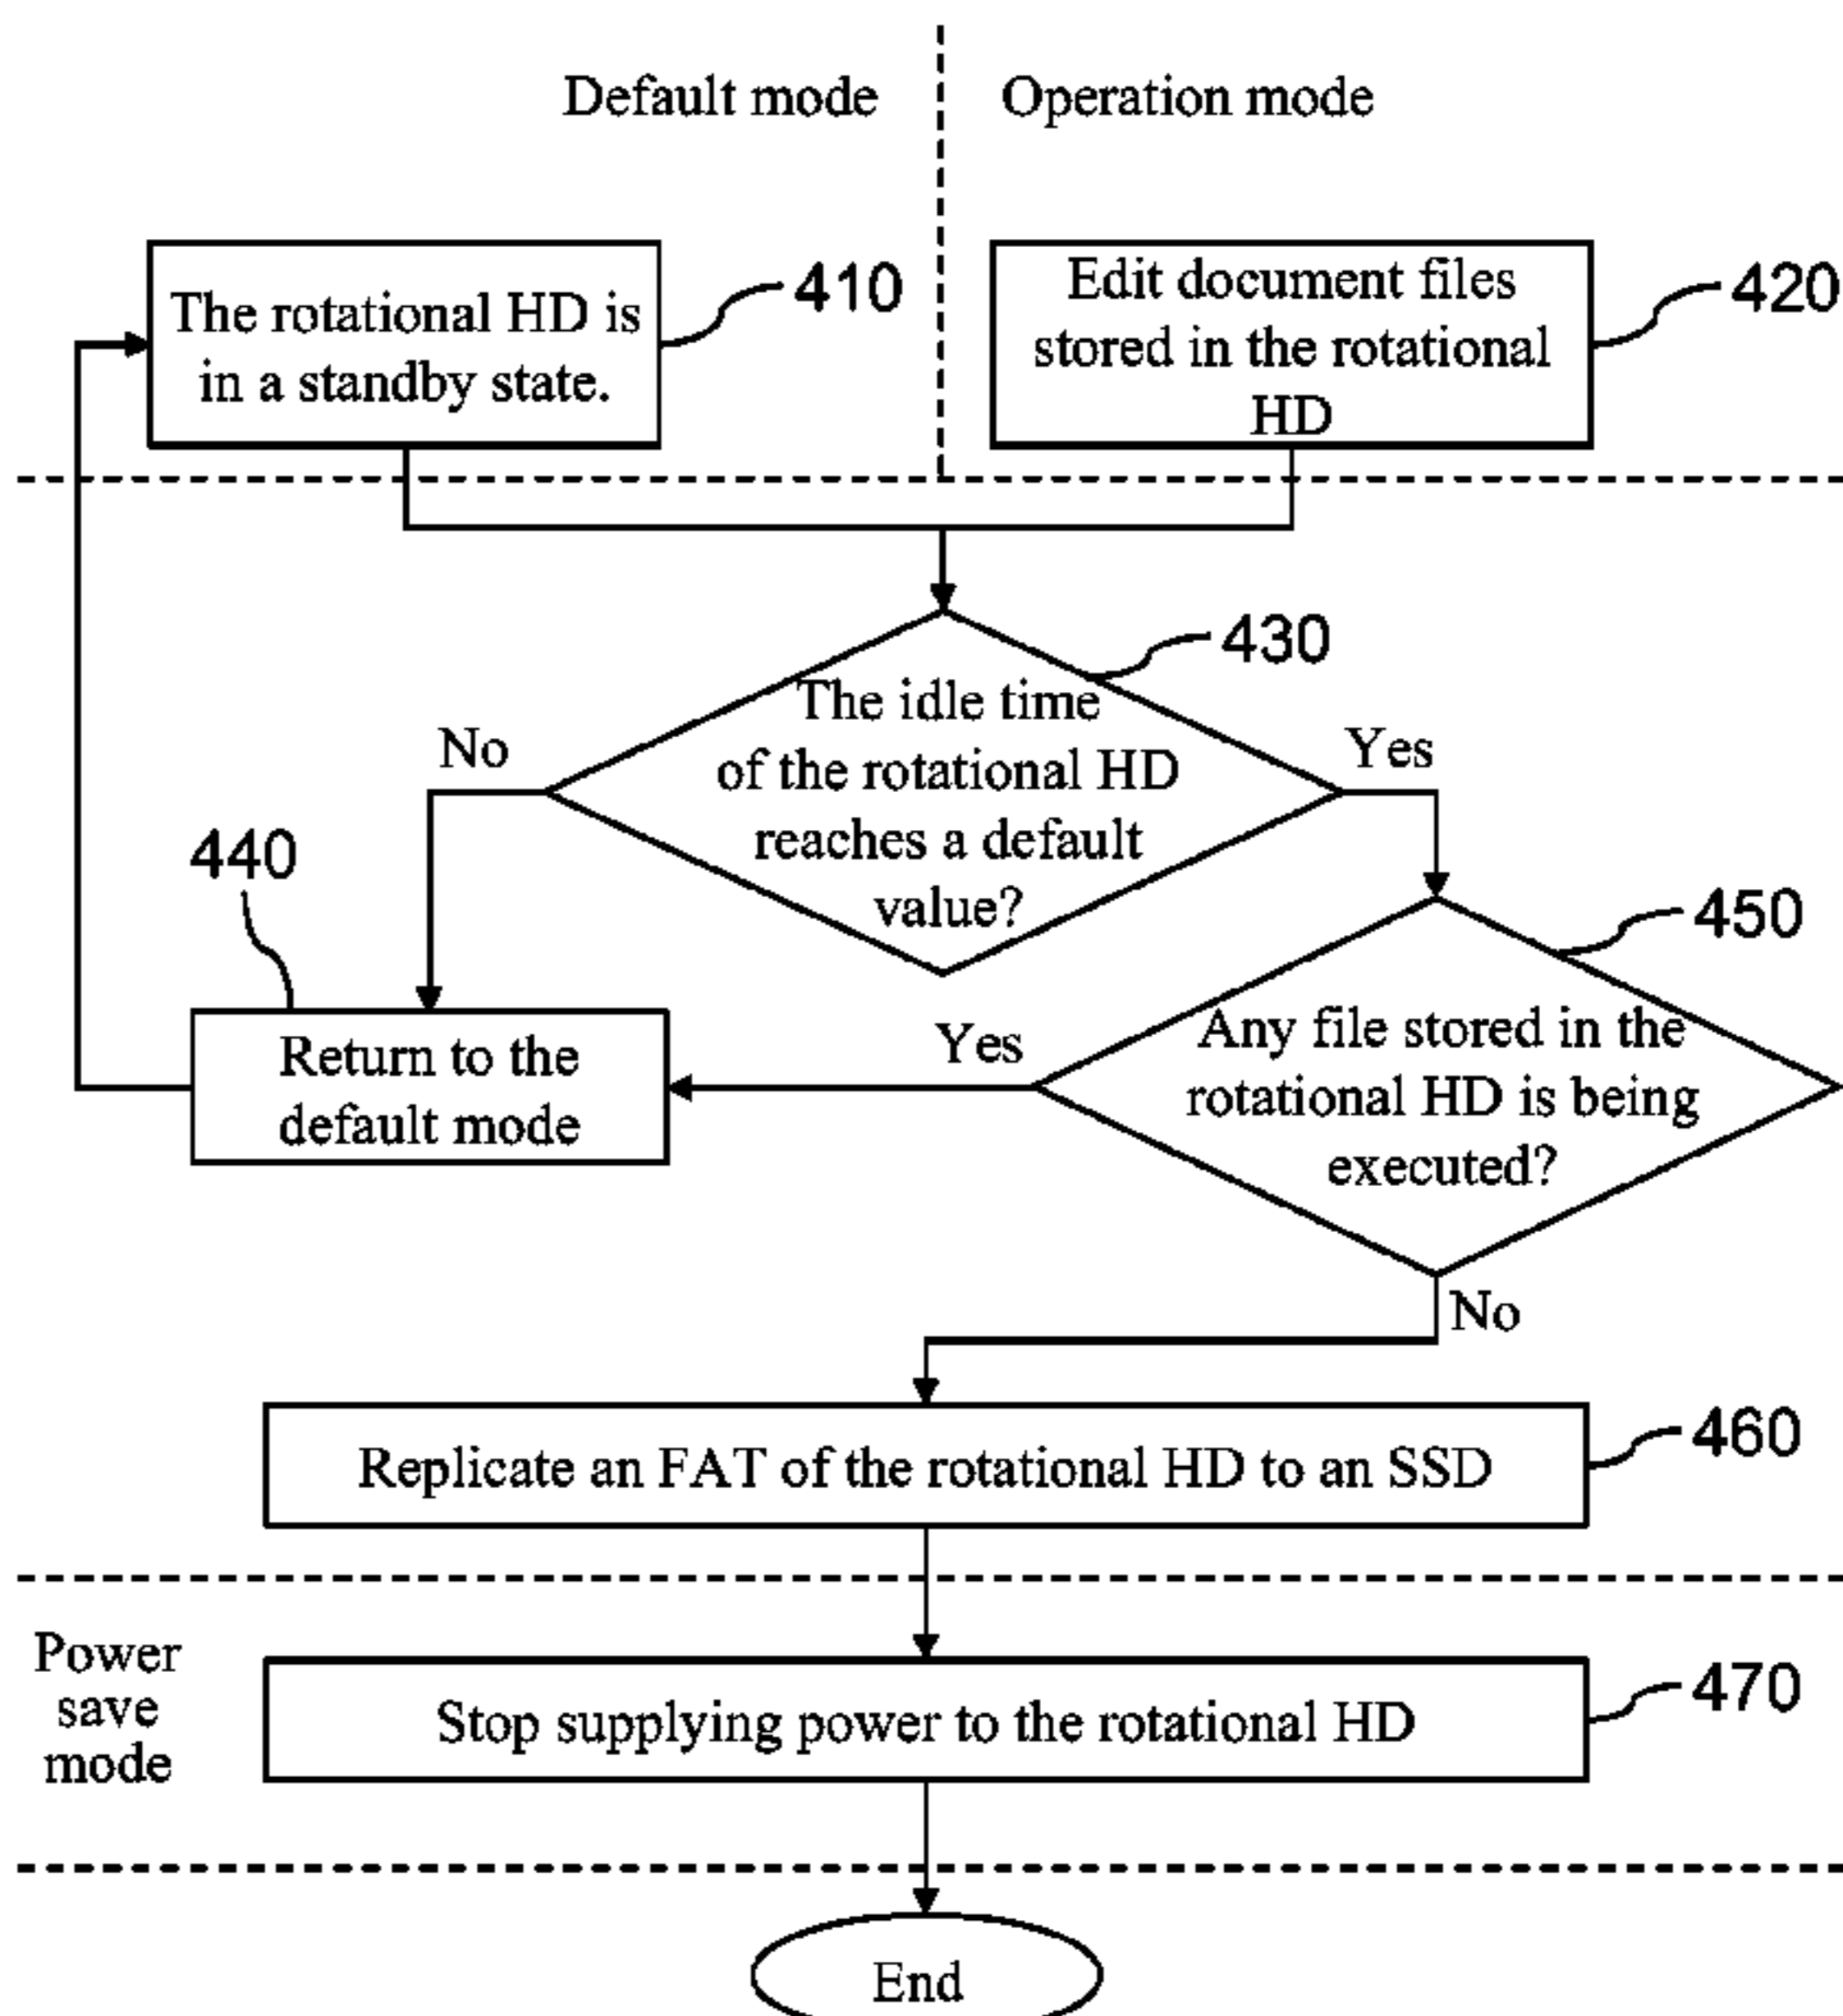 Default mode
Operation mode
The rotational HD is
in a standby state.
410
Edit document files
stored in the rotational
HD
420
430
The idle time
of the rotational HD
reaches a default
value?
No
Yes
440
Return to the
default mode
450
Any file stored in the
rotational HD is being
executed?
Yes
No
Replicate an FAT of the rotational HD to an SSD
460
Power
save
mode
Stop supplying power to the rotational HD
470
End